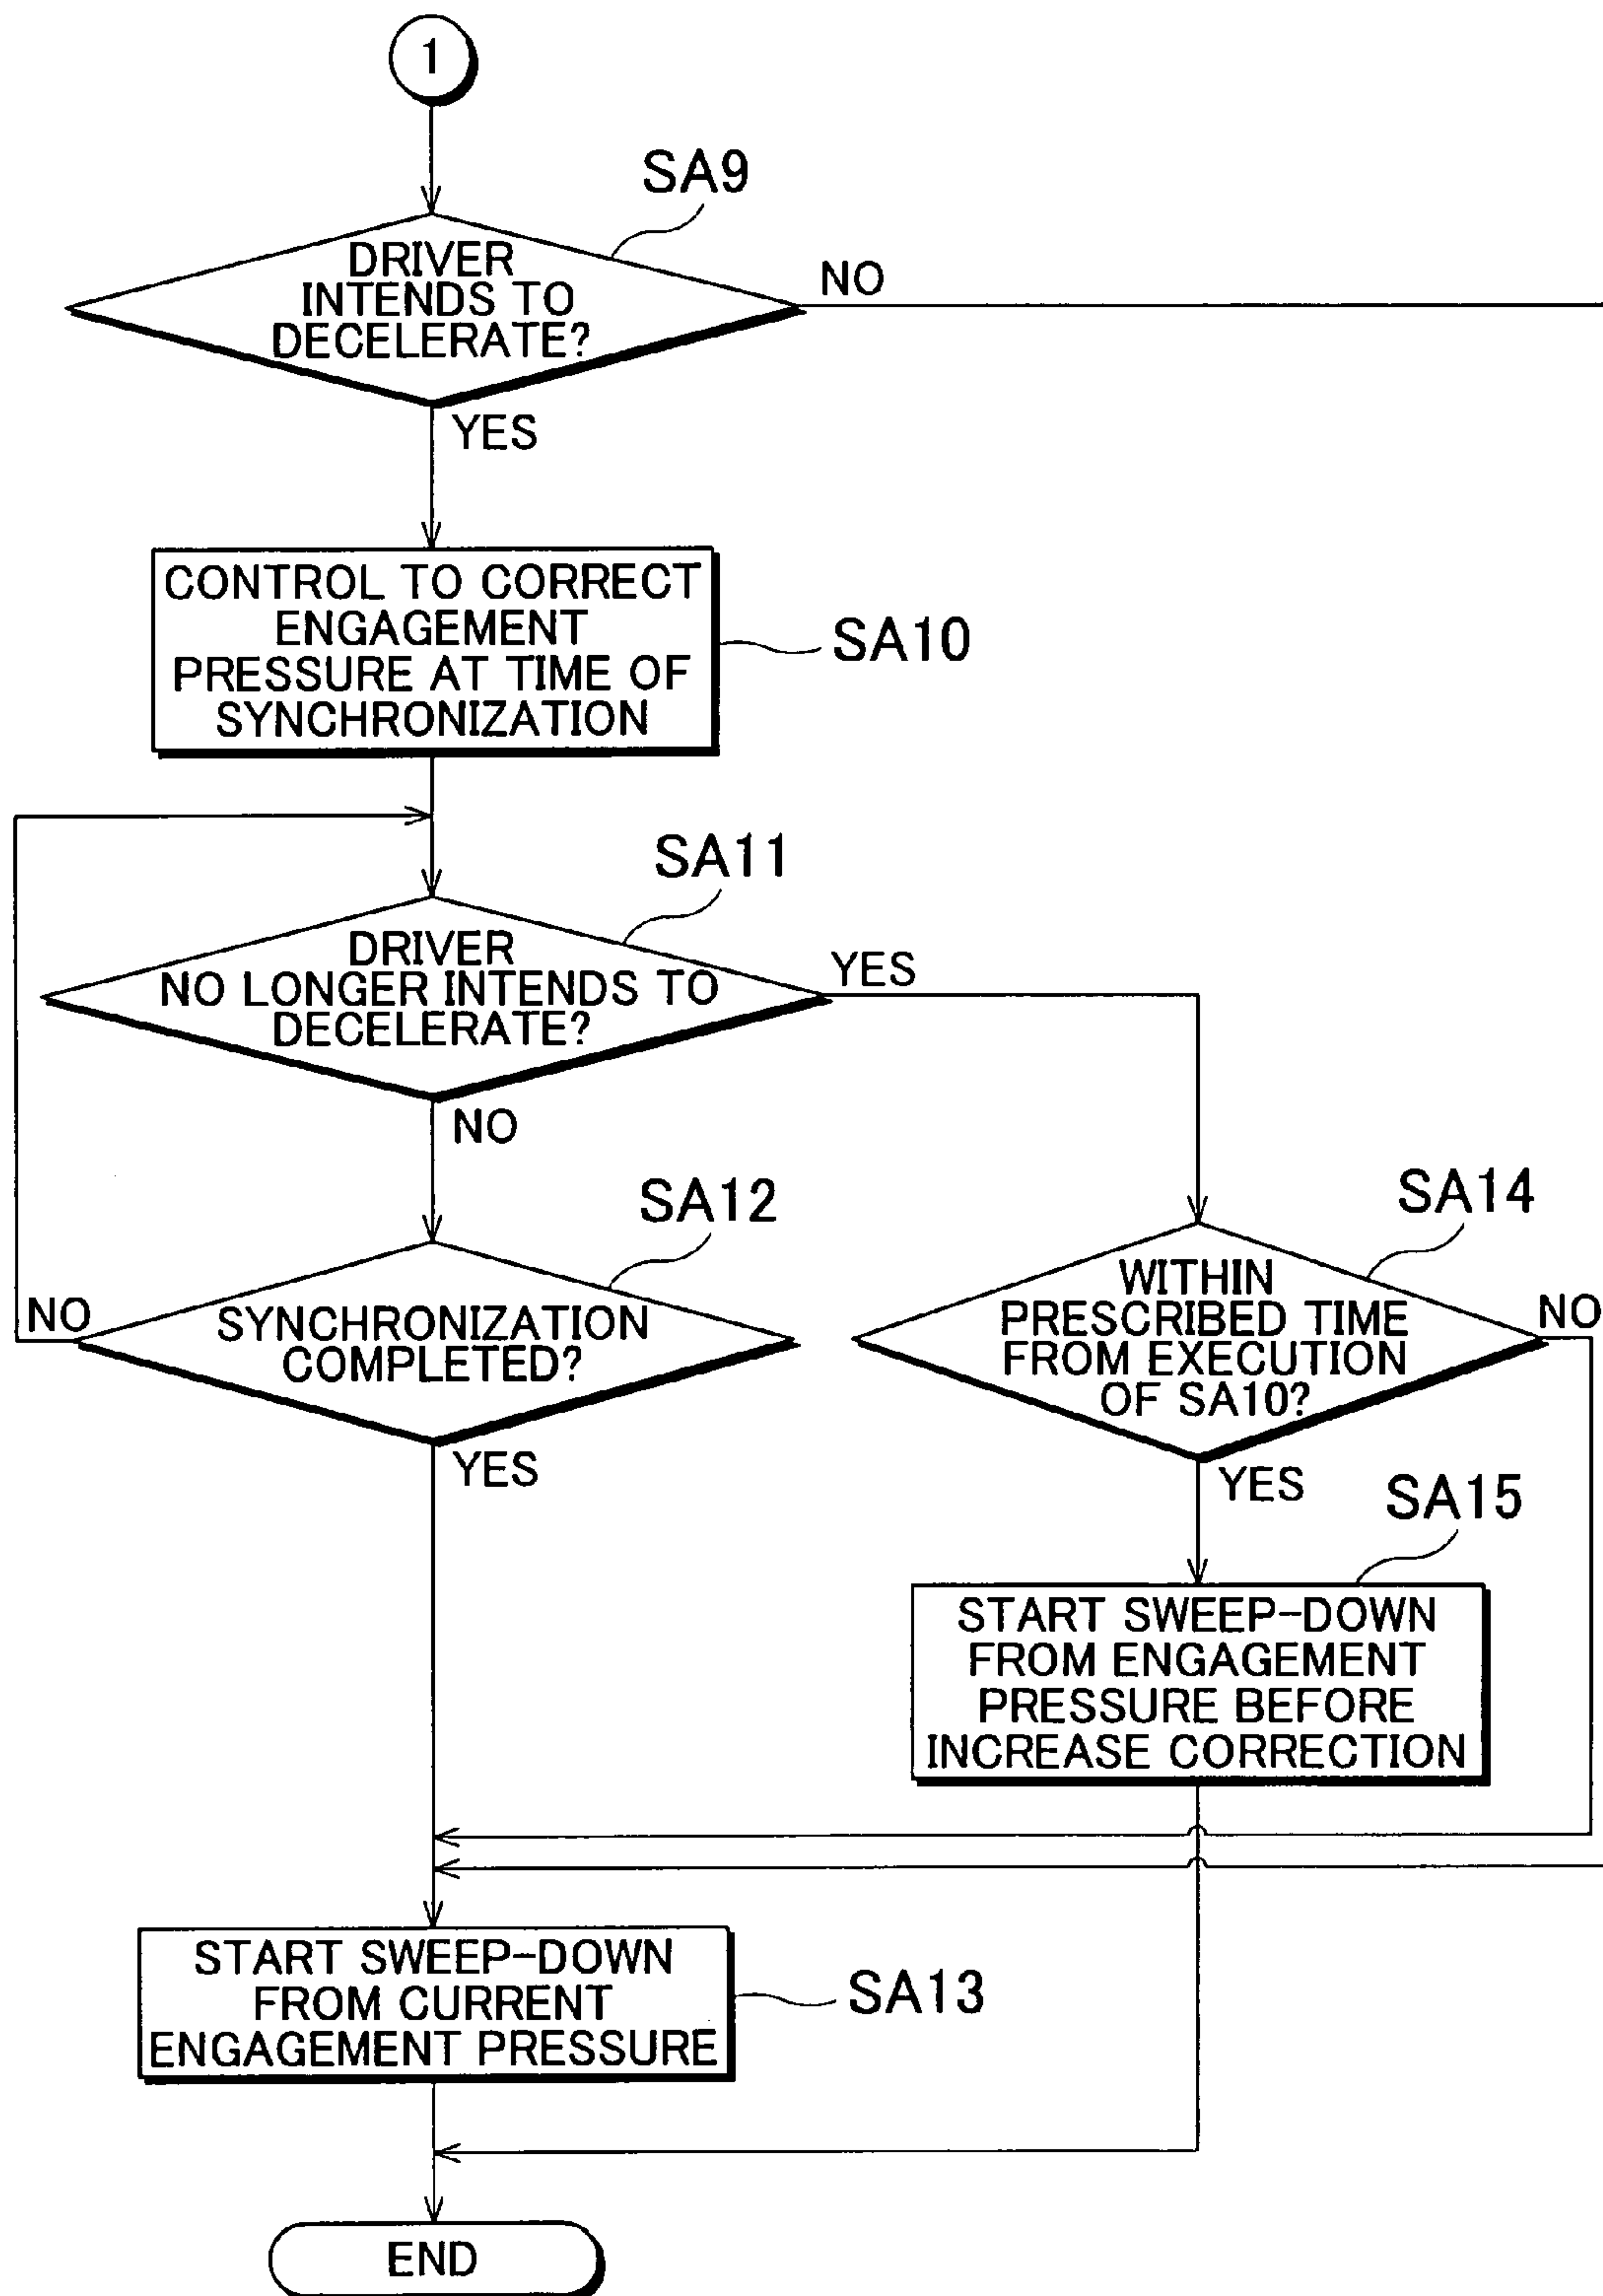 1
SA9
DRIVER
INTENDS TO
DECELERATE?
NO
YES
CONTROL TO CORRECT
ENGAGEMENT
PRESSURE AT TIME OF
SYNCHRONIZATION
SA10
SA11
DRIVER
NO LONGER INTENDS TO
DECELERATE?
YES
NO
SA12
SYNCHRONIZATION
COMPLETED?
NO
YES
SA14
WITHIN
PRESCRIBED TIME
FROM EXECUTION
OF SA10?
NO
YES
SA15
START SWEEP-DOWN
FROM ENGAGEMENT
PRESSURE BEFORE
INCREASE CORRECTION
START SWEEP-DOWN
FROM CURRENT
ENGAGEMENT PRESSURE
SA13
END